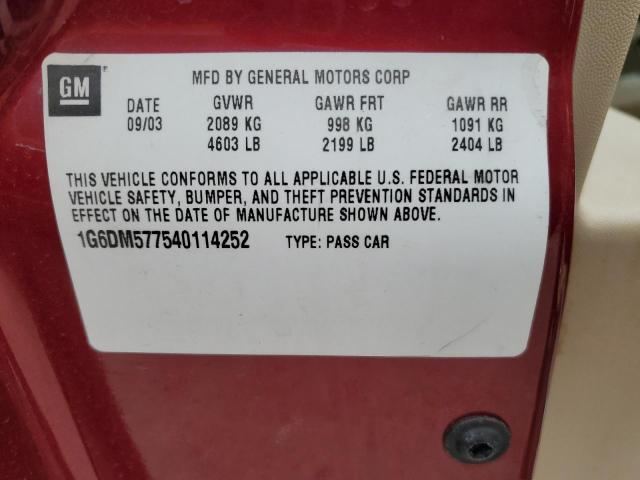 GM
MFD BY GENERAL MOTORS CORP
DATE GVWR GAWR FRT GAWR RR
09/03 2089 KG 998 KG 1091 KG
4603 LB 2199 LB 2404 LB
THIS VEHICLE CONFORMS TO ALL APPLICABLE U.S. FEDERAL MOTOR
VEHICLE SAFETY, BUMPER, AND THEFT PREVENTION STANDARDS IN
EFFECT ON THE DATE OF MANUFACTURE SHOWN ABOVE.
1G6DM577540114252 TYPE: PASS CAR